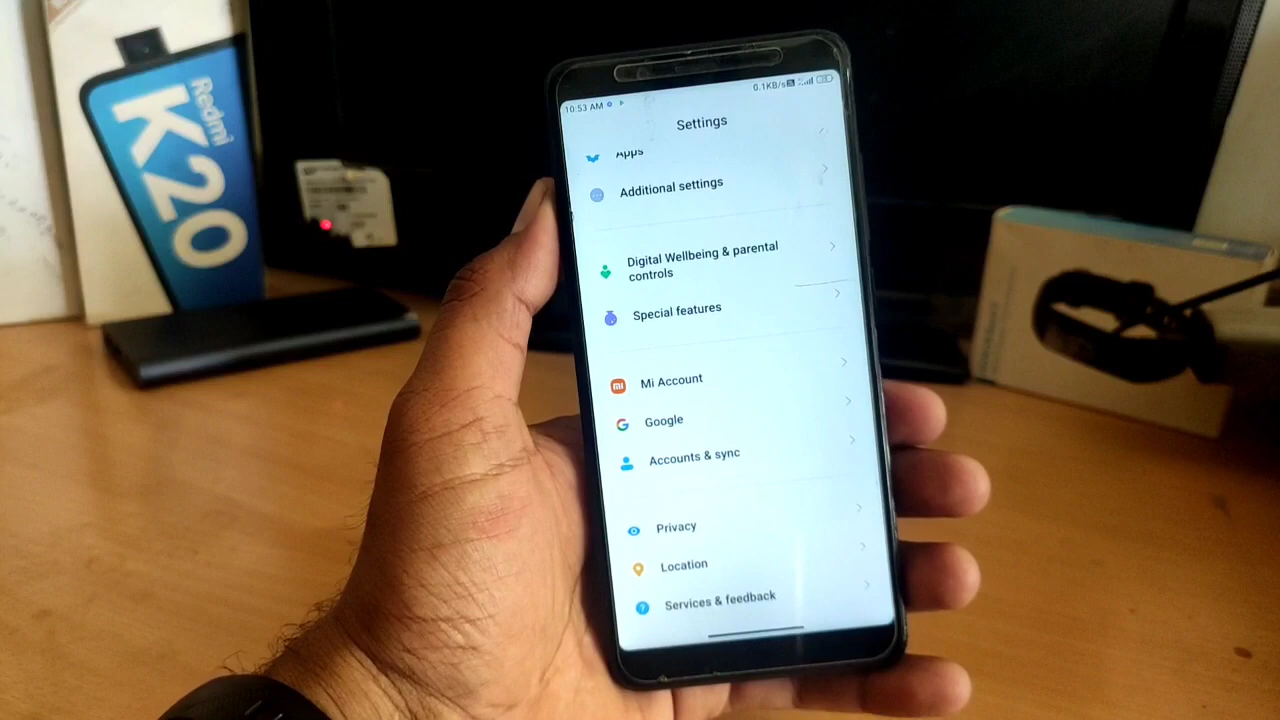 Redmi
K20
10:53 AM
0.1KB/s
Settings
Apps
Additional settings
Digital Wellbeing & parental
controls
Special features
mi
Mi Account
Google
Accounts & sync
Privacy
Location
Services & feedback